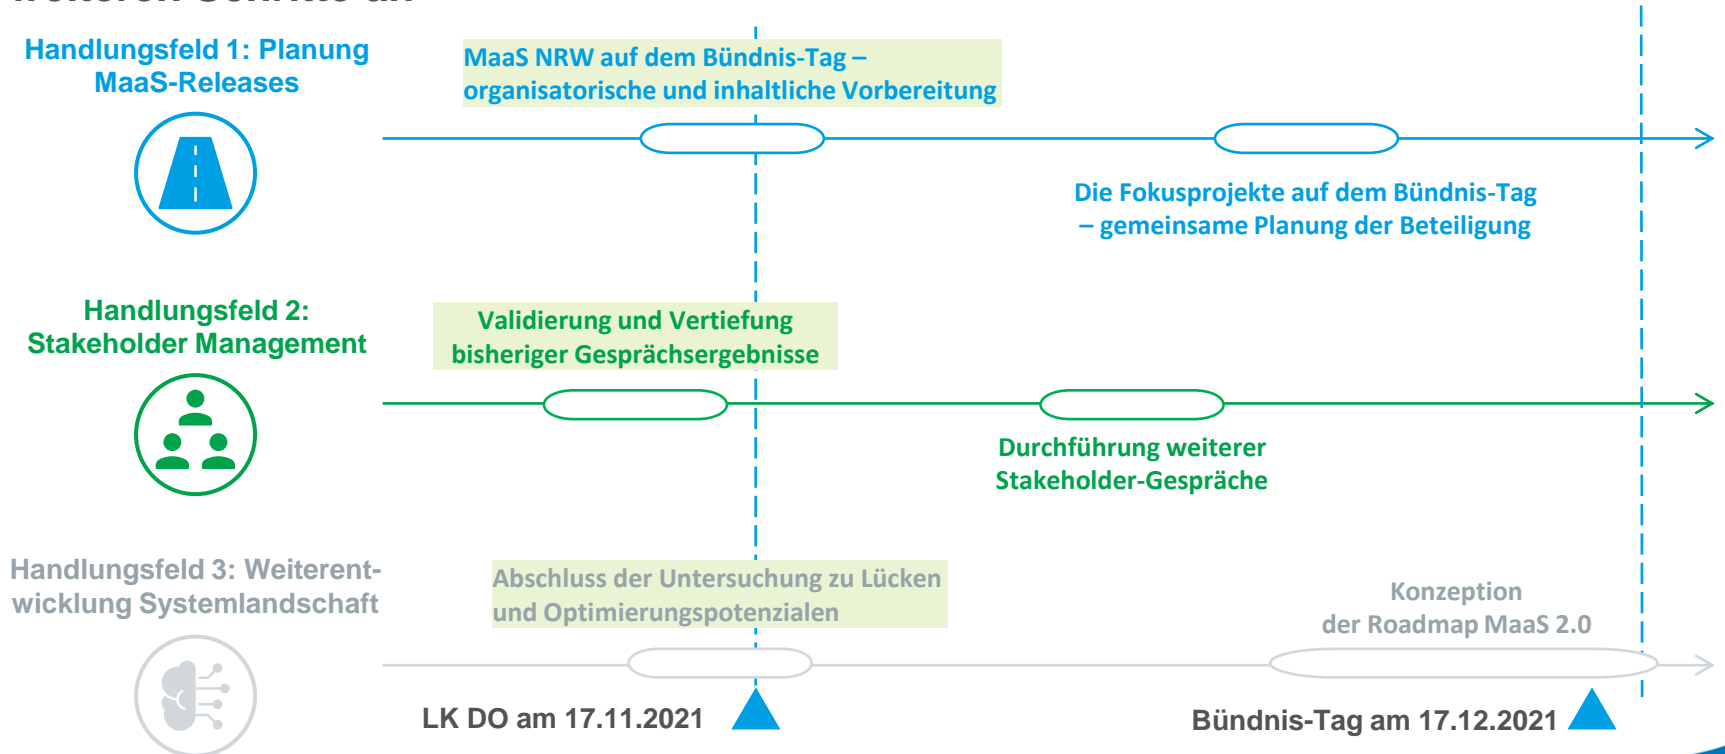 weiteren Schritte an
Handlungsfeld 1: Planung
MaaS-Releases
MaaS NRW auf dem Bündnis-Tag –
organisatorische und inhaltliche Vorbereitung
Die Fokusprojekte auf dem Bündnis-Tag
– gemeinsame Planung der Beteiligung
Handlungsfeld 2:
Stakeholder Management
Validierung und Vertiefung
bisheriger Gesprächsergebnisse
Durchführung weiterer
Stakeholder-Gespräche
Handlungsfeld 3: Weiterent-
wicklung Systemlandschaft
Abschluss der Untersuchung zu Lücken
und Optimierungspotenzialen
Konzeption
der Roadmap MaaS 2.0
LK DO am 17.11.2021
Bündnis-Tag am 17.12.2021